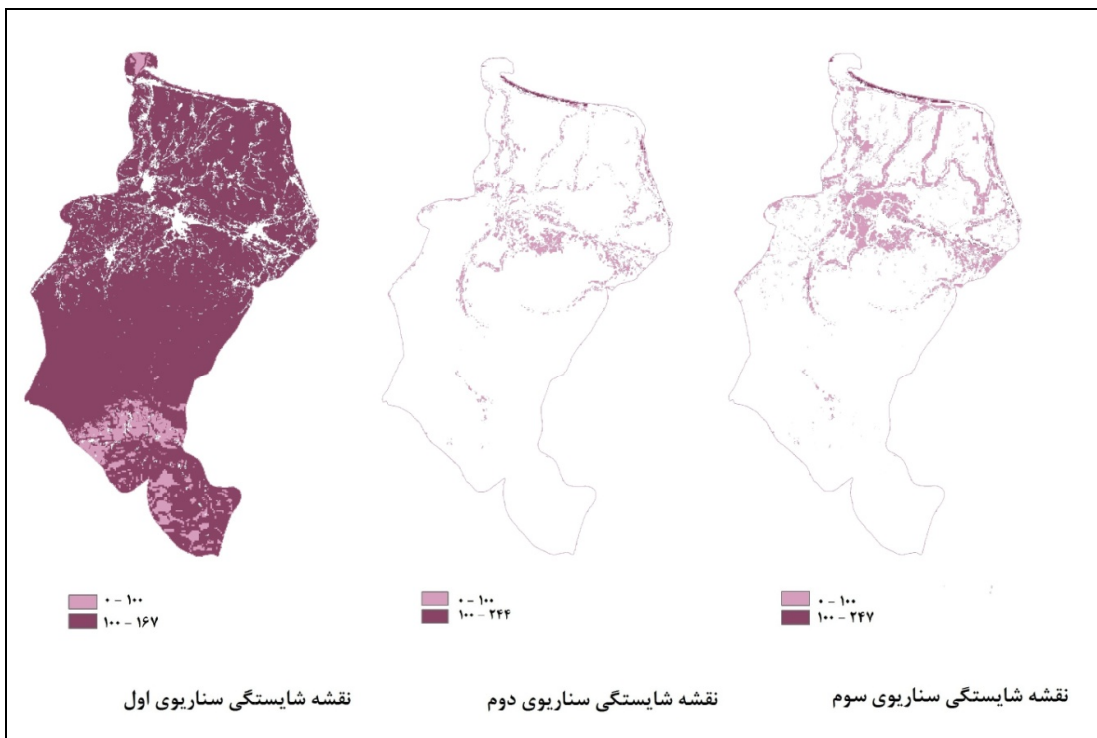 ۰ – ۱۰۰
۱۰۰ – ۱۶۷
۰ – ۱۰۰
۱۰۰ – ۲۴۴
۰ – ۱۰۰
۱۰۰ – ۲۴۷
نقشه شایستگی سناریوی اول
نقشه شایستگی سناریوی دوم
نقشه شایستگی سناریوی سوم